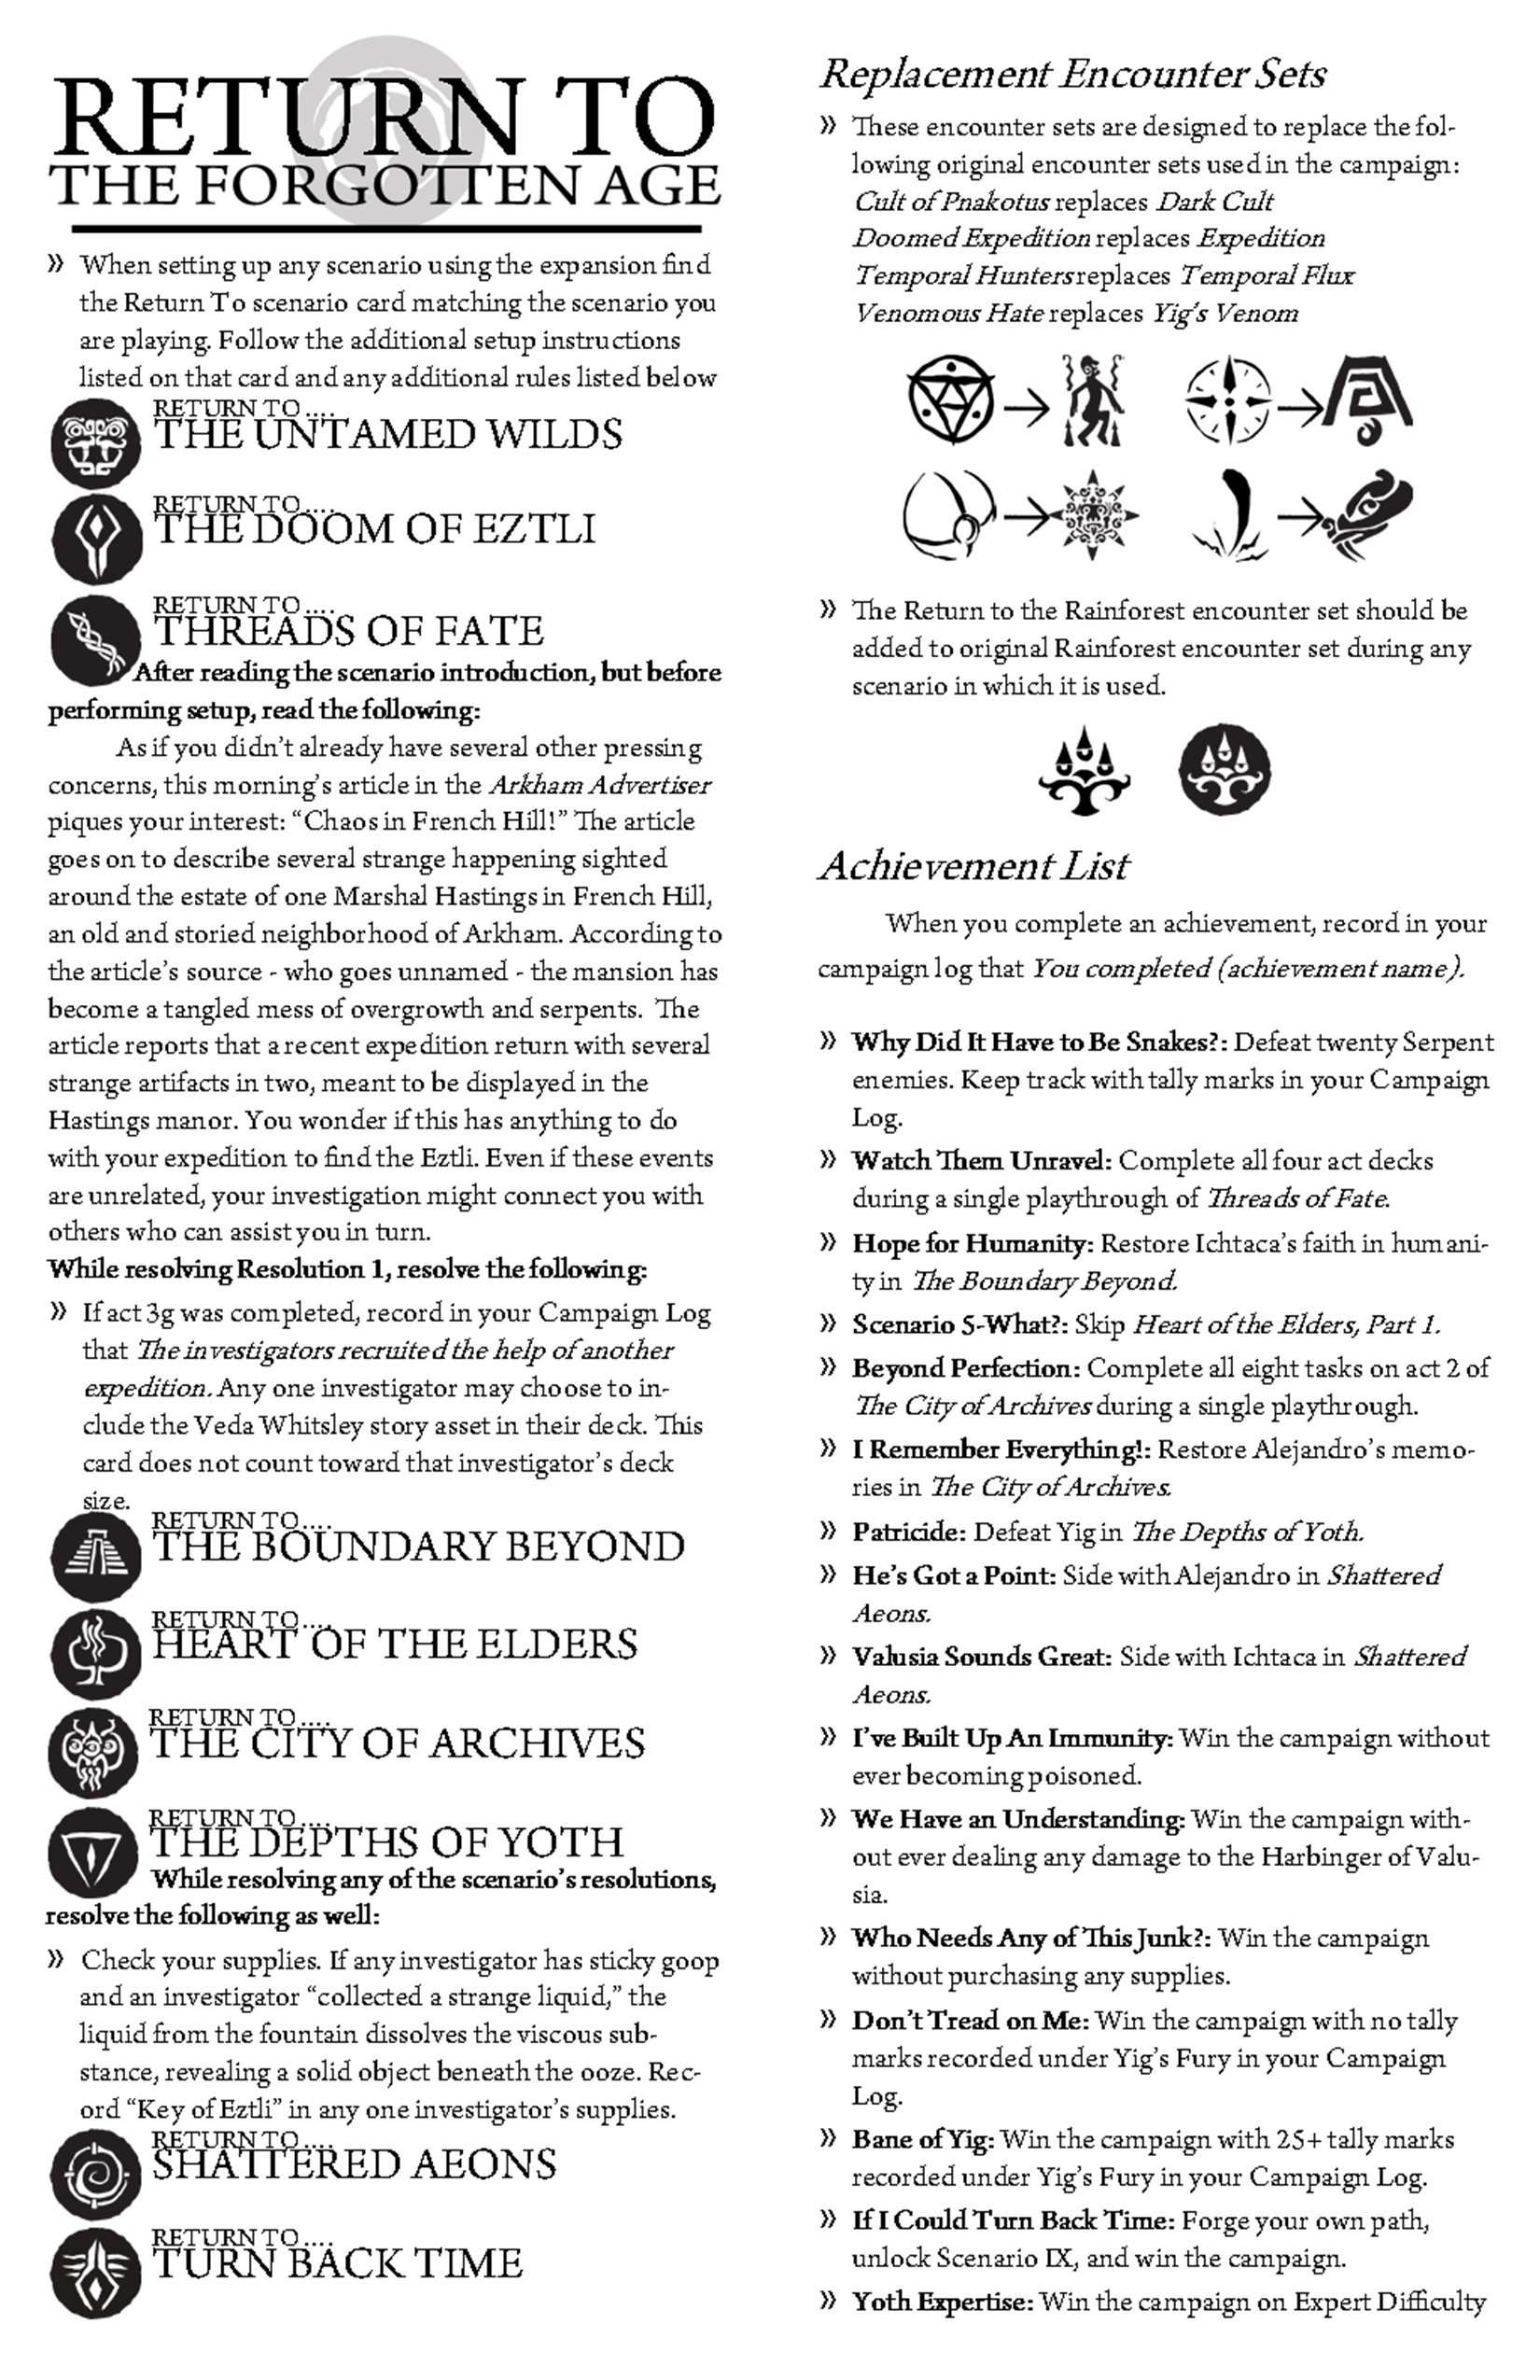 RETURN TO
THE FORGOTTEN AGE
» When setting up any scenario using the expansion find
the Return To scenario card matching the scenario you
are playing. Follow the additional setup instructions
listed on that card and any additional rules listed below
RETURN TO....
THE UNTAMED WILDS
RETURN TO....
THE DOOM OF EZTLI
RETURN TO....
THREADS OF FATE
After reading the scenario introduction, but before
performing setup, read the following:
As if you didn't already have several other pressing
concerns, this morning's article in the Arkham Advertiser
piques your interest: "Chaos in French Hill!" The article
goes on to describe several strange happening sighted
around the estate of one Marshal Hastings in French Hill,
an old and storied neighborhood of Arkham. According to
the article's source - who goes unnamed - the mansion has
become a tangled mess of overgrowth and serpents. The
article reports that a recent expedition return with several
strange artifacts in two, meant to be displayed in the
Hastings manor. You wonder if this has anything to do
with your expedition to find the Eztli. Even if these events
are unrelated, your investigation might connect you with
others who can assist you in turn.
While resolving Resolution 1, resolve the following:
» If act 3g was completed, record in your Campaign Log
that The investigators recruited the help of another
expedition. Any one investigator may choose to in-
clude the Veda Whitsley story asset in their deck. This
card does not count toward that investigator's deck
size.
RETURN TO....
THE BOUNDARY BEYOND
RETURN TO....
HEART OF THE ELDERS
RETURN TO....
THE CITY OF ARCHIVES
RETURN TO....
THE DEPTHS OF YOTH
While resolving any of the scenario's resolutions,
resolve the following as well:
» Check your supplies. If any investigator has sticky goop
and an investigator "collected a strange liquid," the
liquid from the fountain dissolves the viscous sub-
stance, revealing a solid object beneath the ooze. Rec-
ord "Key of Eztli" in any one investigator's supplies.
RETURN TO....
SHATTERED AEONS
RETURN TO....
TURN BACK TIME
Replacement Encounter Sets
» These encounter sets are designed to replace the fol-
lowing original encounter sets used in the campaign:
Cult of Pnakotus replaces Dark Cult
Doomed Expedition replaces Expedition
Temporal Hunters replaces Temporal Flux
Venomous Hate replaces Yig's Venom
» The Return to the Rainforest encounter set should be
added to original Rainforest encounter set during any
scenario in which it is used.
Achievement List
When you complete an achievement, record in your
campaign log that You completed (achievement name).
» Why Did It Have to Be Snakes?: Defeat twenty Serpent
enemies. Keep track with tally marks in your Campaign
Log.
» Watch Them Unravel: Complete all four act decks
during a single playthrough of Threads of Fate.
» Hope for Humanity: Restore Ichtaca's faith in humani-
ty in The Boundary Beyond.
» Scenario 5-What?: Skip Heart of the Elders, Part 1.
» Beyond Perfection: Complete all eight tasks on act 2 of
The City of Archives during a single playthrough.
» I Remember Everything!: Restore Alejandro's memo-
ries in The City of Archives.
» Patricide: Defeat Yig in The Depths of Yoth.
» He's Got a Point: Side with Alejandro in Shattered
Aeons.
» Valusia Sounds Great: Side with Ichtaca in Shattered
Aeons.
» I've Built Up An Immunity: Win the campaign without
ever becoming poisoned.
» We Have an Understanding: Win the campaign with-
out ever dealing any damage to the Harbinger of Valu-
sia.
» Who Needs Any of This Junk?: Win the campaign
without purchasing any supplies.
» Don't Tread on Me: Win the campaign with no tally
marks recorded under Yig's Fury in your Campaign
Log.
» Bane of Yig: Win the campaign with 25+ tally marks
recorded under Yig's Fury in your Campaign Log.
» If I Could Turn Back Time: Forge your own path,
unlock Scenario IX, and win the campaign.
» Yoth Expertise: Win the campaign on Expert Difficulty